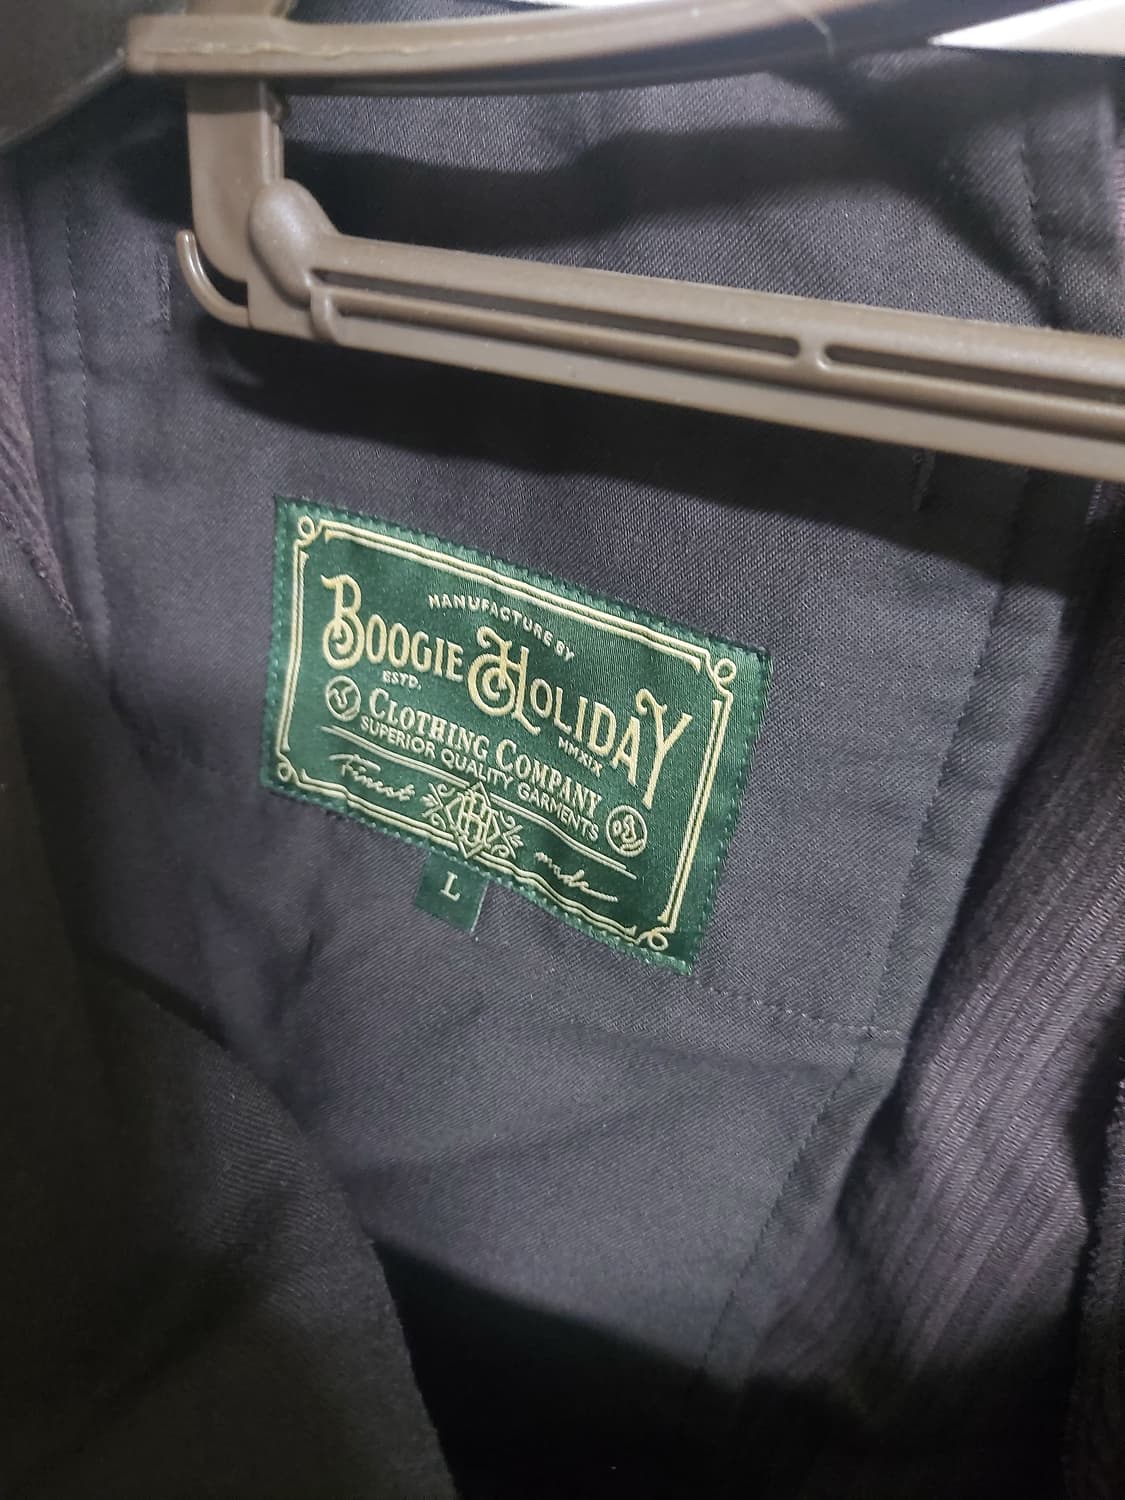 MANUFACTURE BY
BOOGIE HOLIDAY
ESTD. MMXIX
CLOTHING COMPANY
SUPERIOR QUALITY GARMENTS
Finest made
L